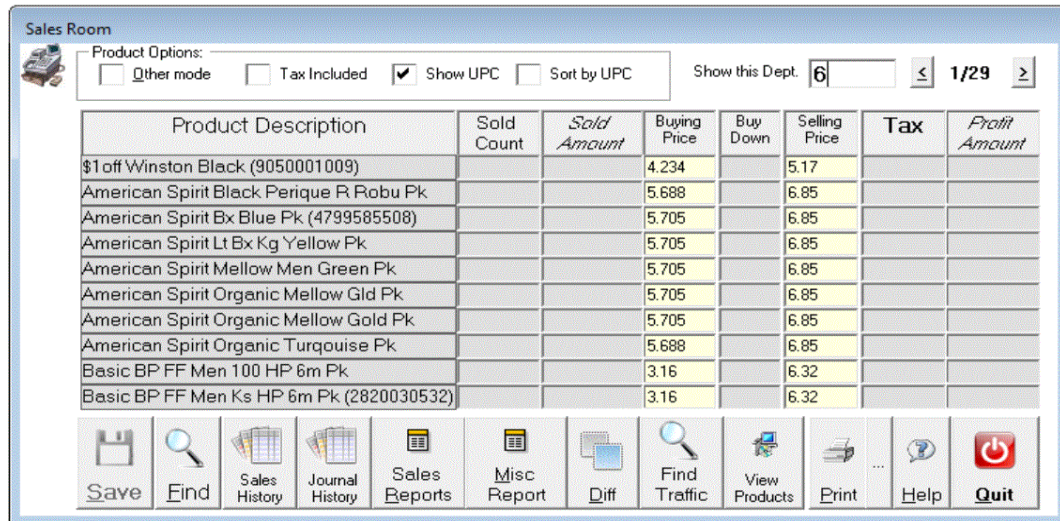 Sales Room
Product Options:
Other mode Tax Included Show UPC Sort by UPC Show this Dept. 6 < 1/29 >
Product Description Sold Count Sold Amount Buying Price Buy Down Selling Price Tax Profit Amount
$1off Winston Black (9050001009) 4.234 5.17
American Spirit Black Perique R Robu Pk 5.688 6.85
American Spirit Bx Blue Pk (4799585508) 5.705 6.85
American Spirit Lt Bx Kg Yellow Pk 5.705 6.85
American Spirit Mellow Men Green Pk 5.705 6.85
American Spirit Organic Mellow Gld Pk 5.705 6.85
American Spirit Organic Mellow Gold Pk 5.705 6.85
American Spirit Organic Turqouise Pk 5.688 6.85
Basic BP FF Men 100 HP 6m Pk 3.16 6.32
Basic BP FF Men Ks HP 6m Pk (2820030532) 3.16 6.32
Save Find Sales History Journal History Sales Reports Misc Report Diff Find Traffic View Products Print ... Help Quit